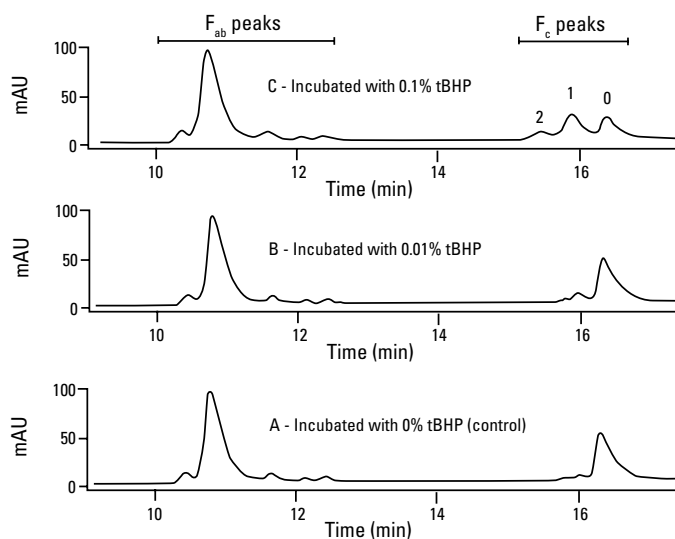 F_ab peaks F_c peaks
100
mAU
50
0
C - Incubated with 0.1% tBHP
2 1 0
10 12 14 16
Time (min)
100
mAU
50
0
B - Incubated with 0.01% tBHP
10 12 14 16
Time (min)
100
mAU
50
0
A - Incubated with 0% tBHP (control)
10 12 14 16
Time (min)